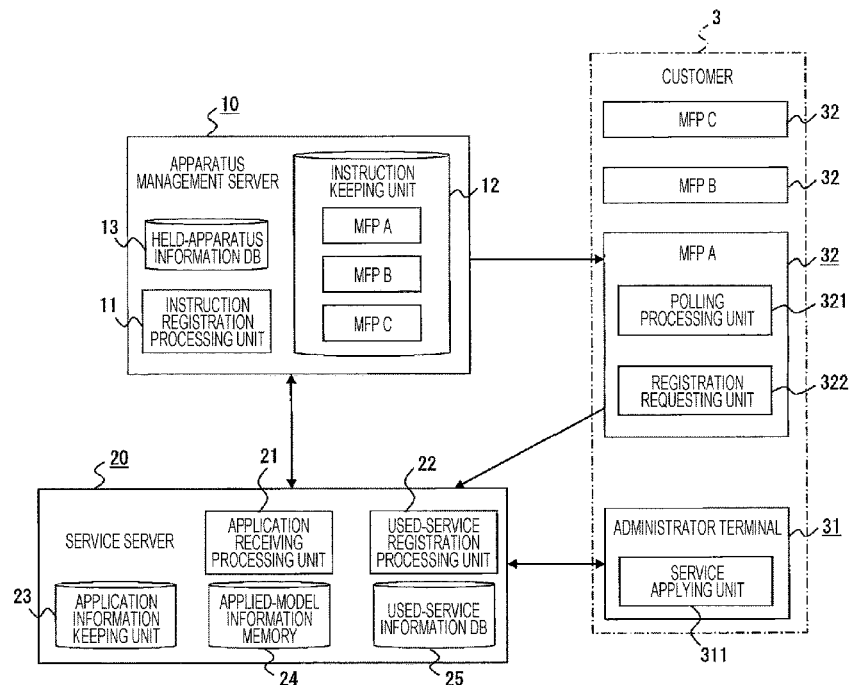 3
CUSTOMER
MFP C
32
MFP B
32
MFP A
32
POLLING
PROCESSING UNIT
321
REGISTRATION
REQUESTING UNIT
322
10
APPARATUS
MANAGEMENT SERVER
INSTRUCTION
KEEPING UNIT
12
MFP A
MFP B
MFP C
13
HELD-APPARATUS
INFORMATION DB
11
INSTRUCTION
REGISTRATION
PROCESSING UNIT
20
SERVICE SERVER
21
APPLICATION
RECEIVING
PROCESSING UNIT
22
USED-SERVICE
REGISTRATION
PROCESSING UNIT
23
APPLICATION
INFORMATION
KEEPING UNIT
APPLIED-MODEL
INFORMATION
MEMORY
24
USED-SERVICE
INFORMATION DB
25
ADMINISTRATOR TERMINAL
31
SERVICE
APPLYING UNIT
311